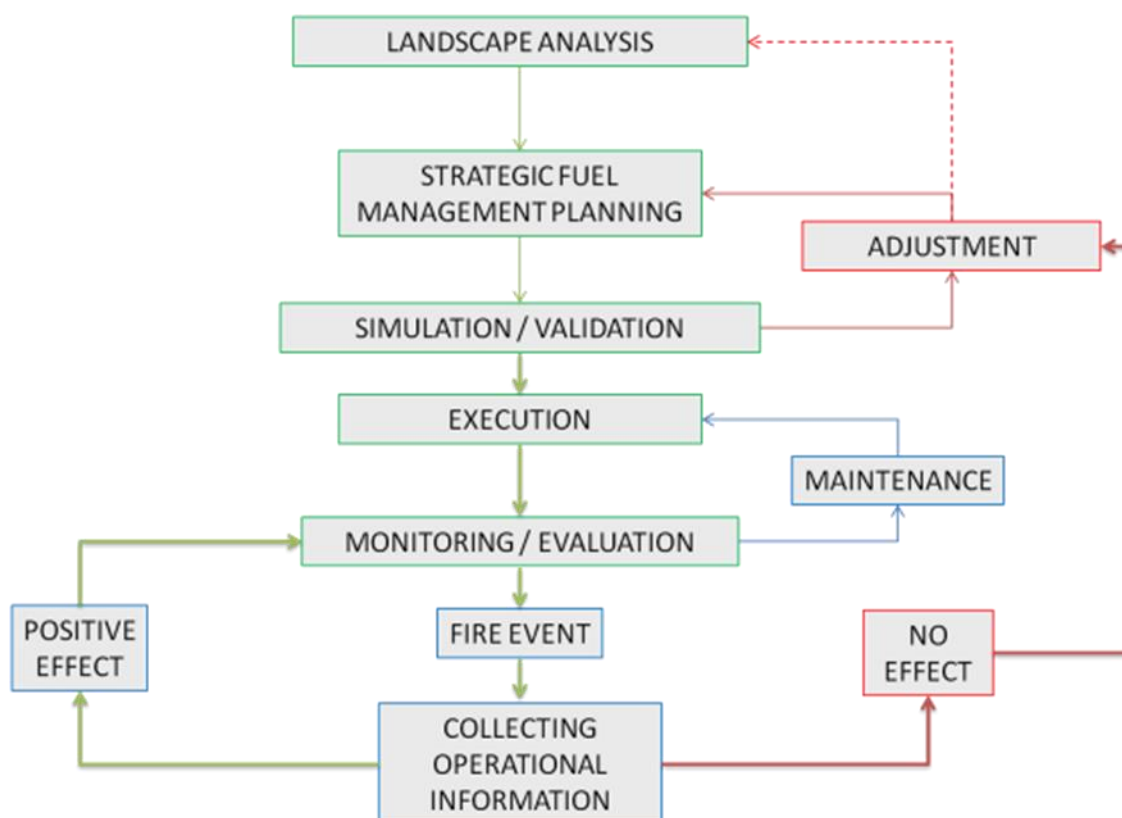 LANDSCAPE ANALYSIS
STRATEGIC FUEL
MANAGEMENT PLANNING
ADJUSTMENT
SIMULATION / VALIDATION
EXECUTION
MAINTENANCE
MONITORING / EVALUATION
POSITIVE
EFFECT
FIRE EVENT
NO
EFFECT
COLLECTING
OPERATIONAL
INFORMATION